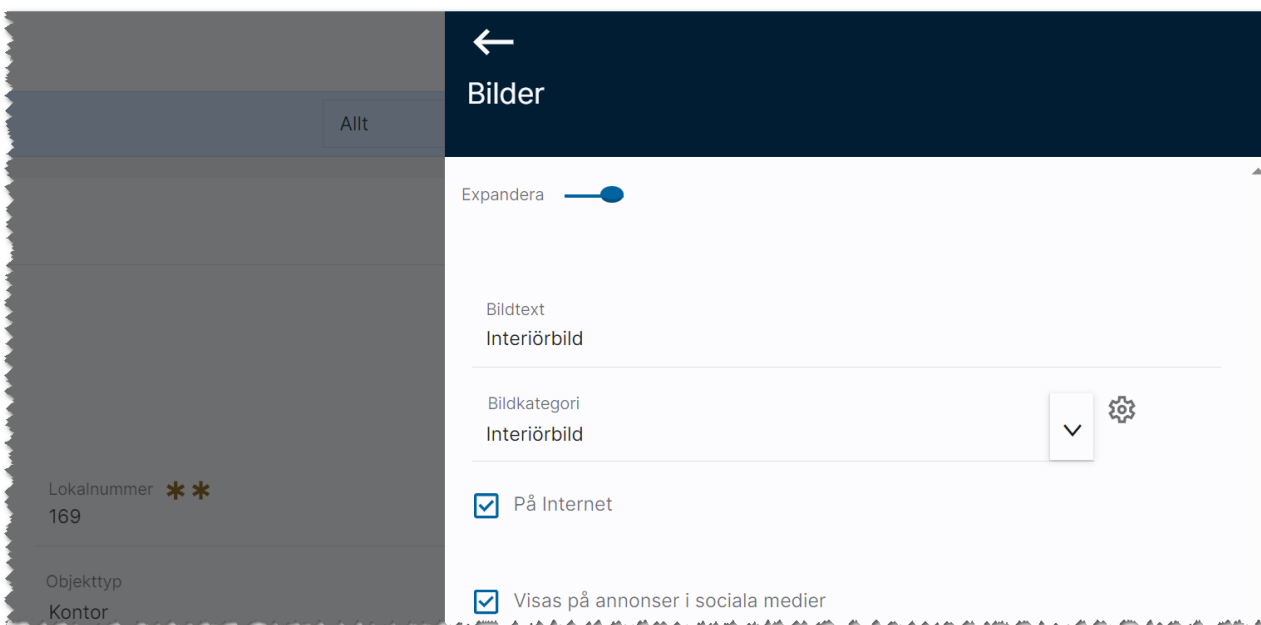 Allt
Lokalnummer ✱✱
169
Objekttyp
Kontor
Bilder
Expandera
Bildtext
Interiörbild
Bildkategori
Interiörbild
På Internet
Visas på annonser i sociala medier